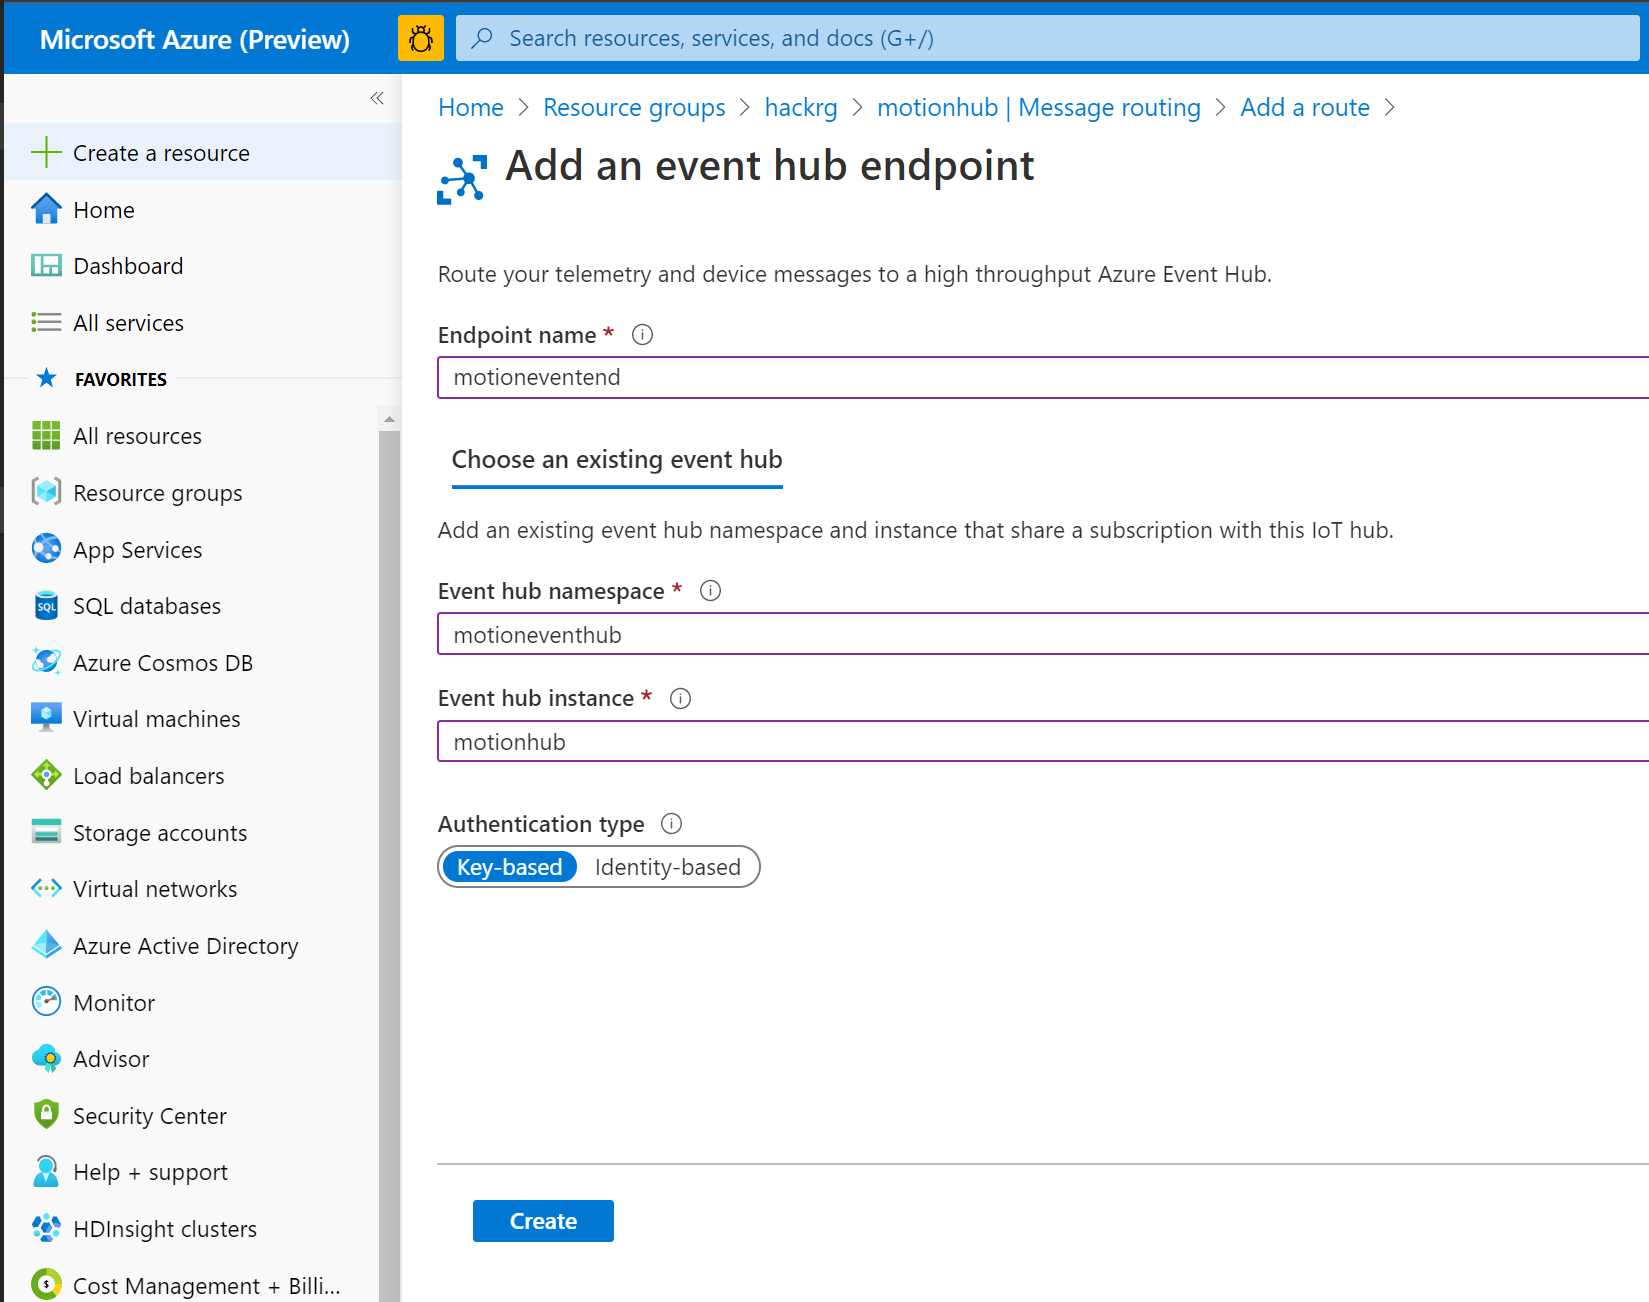 Microsoft Azure (Preview)
Search resources, services, and docs (G+/)
Create a resource
Home
Dashboard
All services
FAVORITES
All resources
Resource groups
App Services
SQL
SQL databases
Azure Cosmos DB
Virtual machines
Load balancers
Storage accounts
Virtual networks
Azure Active Directory
Monitor
Advisor
Security Center
Help + support
HDInsight clusters
$
Cost Management + Billi...
Home > Resource groups > hackrg > motionhub | Message routing > Add a route >
Add an event hub endpoint
Route your telemetry and device messages to a high throughput Azure Event Hub.
Endpoint name *
motioneventend
Choose an existing event hub
Add an existing event hub namespace and instance that share a subscription with this IoT hub.
Event hub namespace *
motioneventhub
Event hub instance *
motionhub
Authentication type
Key-based Identity-based
Create